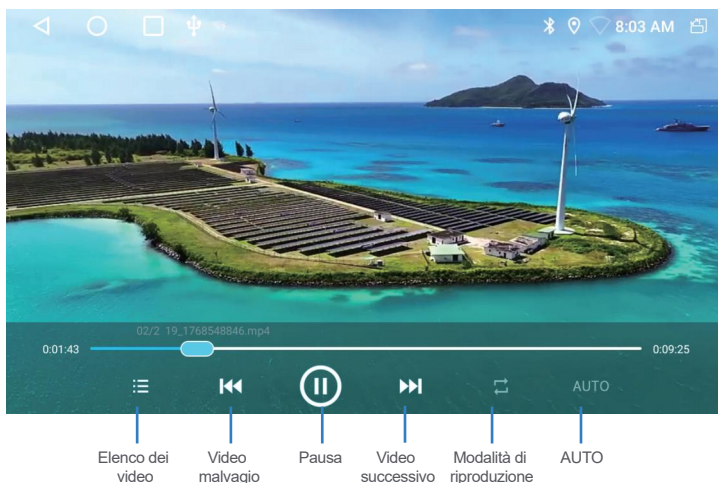 8:03 AM
02/2 19_1768548846.mp4
0:01:43
0:09:25
AUTO
Elenco dei video
Video malvagio
Pausa
Video successivo
Modalità di riproduzione
AUTO